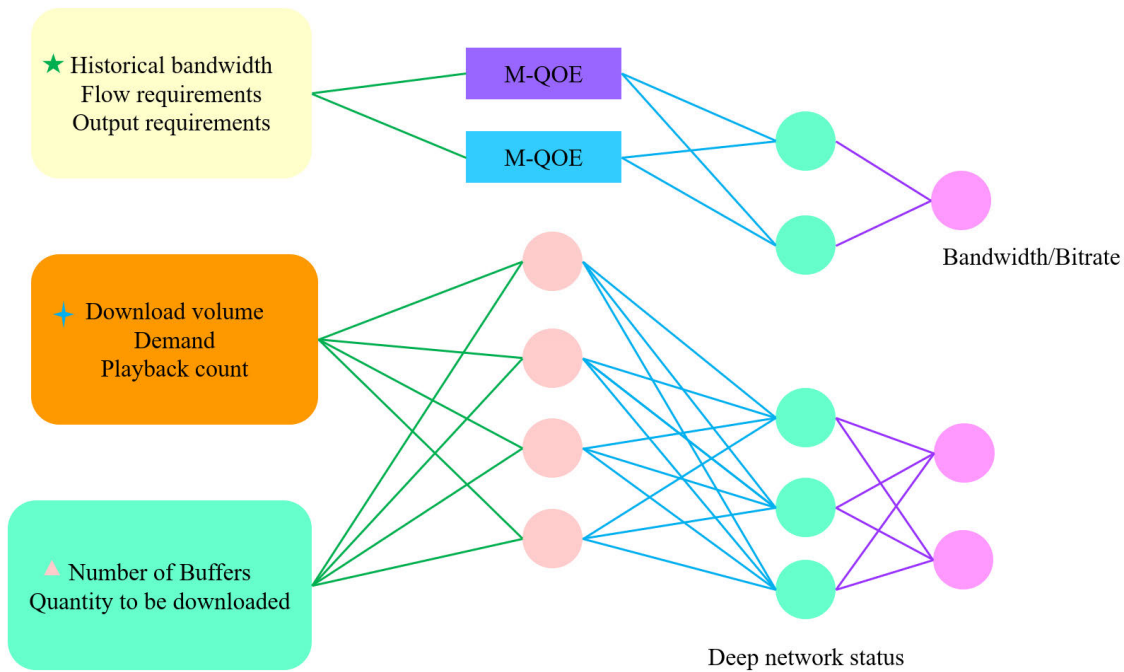 Historical bandwidth
Flow requirements
Output requirements
M-QOE
M-QOE
Bandwidth/Bitrate
Download volume
Demand
Playback count
Number of Buffers
Quantity to be downloaded
Deep network status